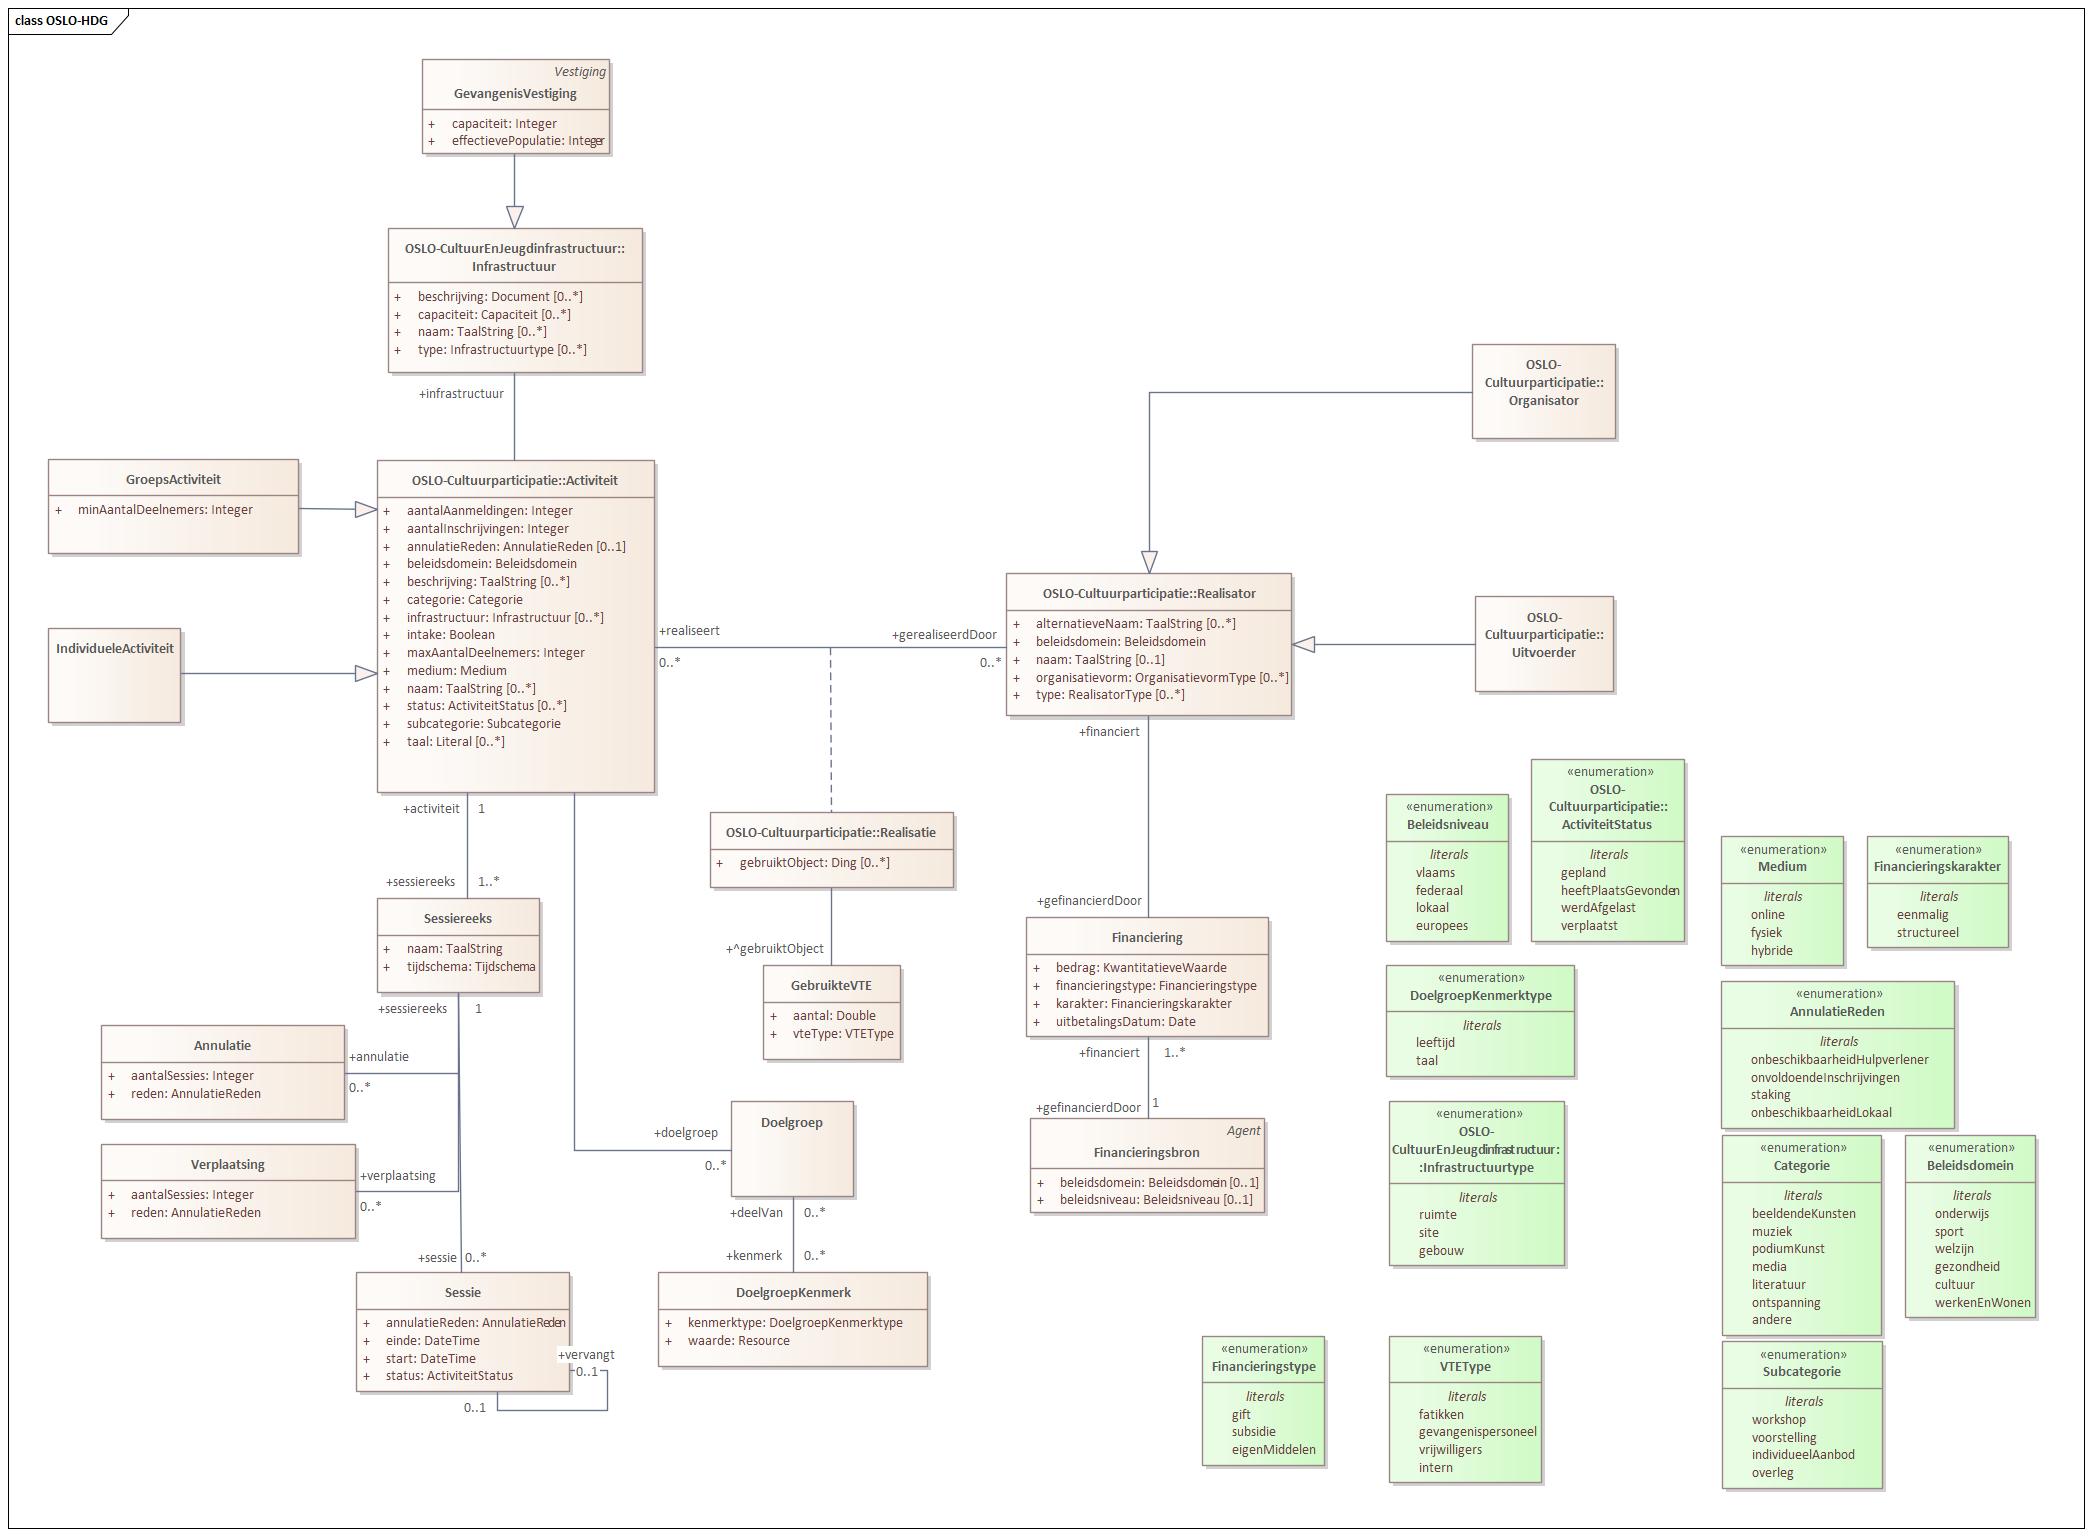 class OSLO-HDG
Vestiging
GevangenisVestiging
+ capaciteit: Integer
+ effectievePopulatie: Integer
OSLO-CultuurEnJeugdinfrastructuur::
Infrastructuur
+ beschrijving: Document [0..*]
+ capaciteit: Capaciteit [0..*]
+ naam: TaalString [0..*]
+ type: Infrastructuurtype [0..*]
+infrastructuur
GroepsActiviteit
+ minAantalDeelnemers: Integer
IndividueleActiviteit
OSLO-Cultuurparticipatie::Activiteit
+ aantalAanmeldingen: Integer
+ aantalInschrijvingen: Integer
+ annulatieReden: AnnulatieReden [0..1]
+ beleidsdomein: Beleidsdomein
+ beschrijving: TaalString [0..*]
+ categorie: Categorie
+ infrastructuur: Infrastructuur [0..*]
+ intake: Boolean
+ maxAantalDeelnemers: Integer
+ medium: Medium
+ naam: TaalString [0..*]
+ status: ActiviteitStatus [0..*]
+ subcategorie: Subcategorie
+ taal: Literal [0..*]
+realiseert
0..*
+gerealiseerdDoor
0..*
OSLO-
Cultuurparticipatie::
Organisator
OSLO-Cultuurparticipatie::Realisator
+ alternatieveNaam: TaalString [0..*]
+ beleidsdomein: Beleidsdomein
+ naam: TaalString [0..1]
+ organisatievorm: OrganisatievormType [0..*]
+ type: RealisatorType [0..*]
OSLO-
Cultuurparticipatie::
Uitvoerder
+financiert
+gefinancierdDoor
+activiteit 1
+sessiereeks 1..*
Sessiereeks
+ naam: TaalString
+ tijdschema: Tijdschema
+sessiereeks 1
OSLO-Cultuurparticipatie::Realisatie
+ gebruiktObject: Ding [0..*]
+^gebruiktObject
GebruikteVTE
+ aantal: Double
+ vteType: VTEType
Financiering
+ bedrag: KwantitatieveWaarde
+ financieringstype: Financieringstype
+ karakter: Financieringskarakter
+ uitbetalingsDatum: Date
+financiert 1..*
+gefinancierdDoor 1
Agent
Financieringsbron
+ beleidsdomein: Beleidsdomein [0..1]
+ beleidsniveau: Beleidsniveau [0..1]
Annulatie
+ aantalSessies: Integer
+ reden: AnnulatieReden
+annulatie
0..*
Verplaatsing
+ aantalSessies: Integer
+ reden: AnnulatieReden
+verplaatsing
0..*
+sessie 0..*
Sessie
+ annulatieReden: AnnulatieReden
+ einde: DateTime
+ start: DateTime
+ status: ActiviteitStatus
+vervangt
0..1
0..1
+doelgroep
0..*
Doelgroep
+deelVan 0..*
+kenmerk 0..*
DoelgroepKenmerk
+ kenmerktype: DoelgroepKenmerktype
+ waarde: Resource
«enumeration»
Beleidsniveau
literals
vlaams
federaal
lokaal
europees
«enumeration»
OSLO-
Cultuurparticipatie::
ActiviteitStatus
literals
gepland
heeftPlaatsGevonden
werdAfgelast
verplaatst
«enumeration»
Medium
literals
online
fysiek
hybride
«enumeration»
Financieringskarakter
literals
eenmalig
structureel
«enumeration»
DoelgroepKenmerktype
literals
leeftijd
taal
«enumeration»
AnnulatieReden
literals
onbeschikbaarheidHulpverlener
onvoldoendeInschrijvingen
staking
onbeschikbaarheidLokaal
«enumeration»
OSLO-
CultuurEnJeugdinfrastructuur:
:Infrastructuurtype
literals
ruimte
site
gebouw
«enumeration»
Categorie
literals
beeldendeKunsten
muziek
podiumKunst
media
literatuur
ontspanning
andere
«enumeration»
Beleidsdomein
literals
onderwijs
sport
welzijn
gezondheid
cultuur
werkenEnWonen
«enumeration»
Financieringstype
literals
gift
subsidie
eigenMiddelen
«enumeration»
VTEType
literals
fatikken
gevangenispersoneel
vrijwilligers
intern
«enumeration»
Subcategorie
literals
workshop
voorstelling
individueelAanbod
overleg